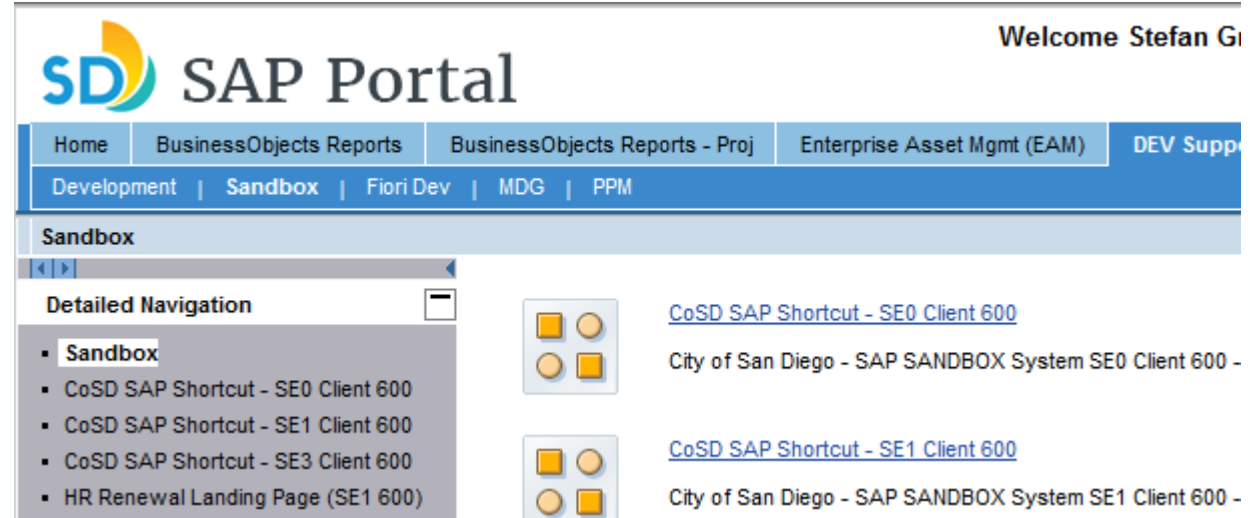 Welcome Stefan
SD SAP Portal
Home BusinessObjects Reports BusinessObjects Reports - Proj Enterprise Asset Mgmt (EAM) DEV
Development | Sandbox | Fiori Dev | MDG | PPM
Sandbox
Detailed Navigation
Sandbox
CoSD SAP Shortcut - SE0 Client 600
CoSD SAP Shortcut - SE1 Client 600
CoSD SAP Shortcut - SE3 Client 600
HR Renewal Landing Page (SE1 600)
CoSD SAP Shortcut - SE0 Client 600
City of San Diego - SAP SANDBOX System SE0 Client 600 -
CoSD SAP Shortcut - SE1 Client 600
City of San Diego - SAP SANDBOX System SE1 Client 600 -